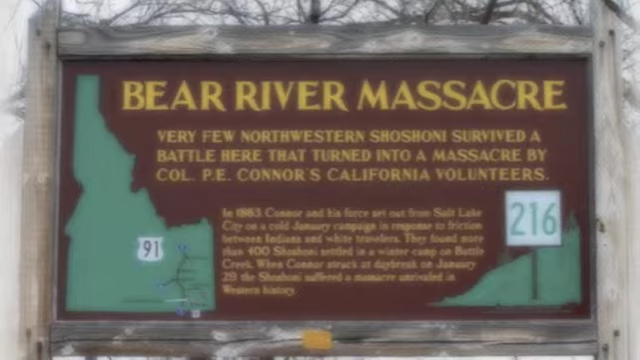 BEAR RIVER MASSACRE
VERY FEW NORTHWESTERN SHOSHONI SURVIVED A
BATTLE HERE THAT TURNED INTO A MASSACRE BY
COL. P.E. CONNOR'S CALIFORNIA VOLUNTEERS.
In 1863, Connor and his force set out from Salt Lake
City on a cold January campaign in response to friction
between Indians and white travelers. They found more
than 400 Shoshoni settled in a winter camp on Battle
Creek. When Connor struck at daybreak on January
29 the Shoshoni suffered a massacre unrivaled in
Western history.
91
216